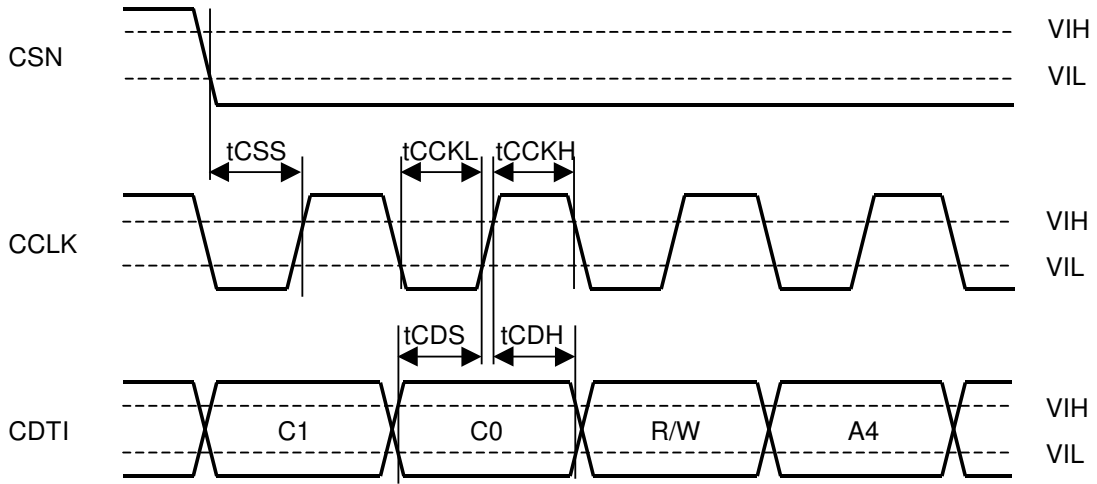 CSN
VIH
VIL
tCSS
tCCKL
tCCKH
CCLK
VIH
VIL
tCDS
tCDH
CDTI
C1
C0
R/W
A4
VIH
VIL